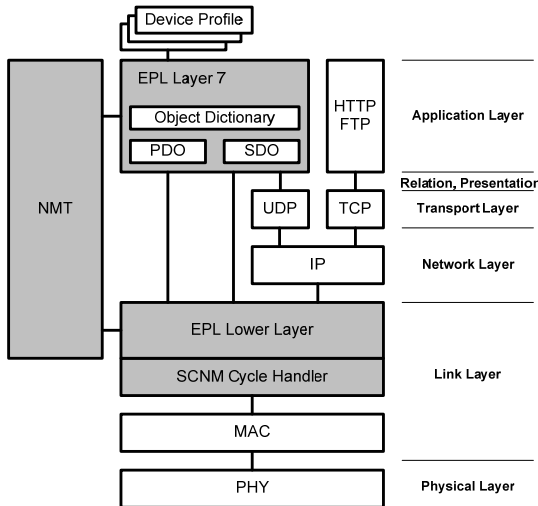 Device Profile
EPL Layer 7
Object Dictionary
PDO
SDO
HTTP
FTP
Application Layer
NMT
Relation, Presentation
UDP
TCP
Transport Layer
IP
Network Layer
EPL Lower Layer
SCNM Cycle Handler
Link Layer
MAC
PHY
Physical Layer